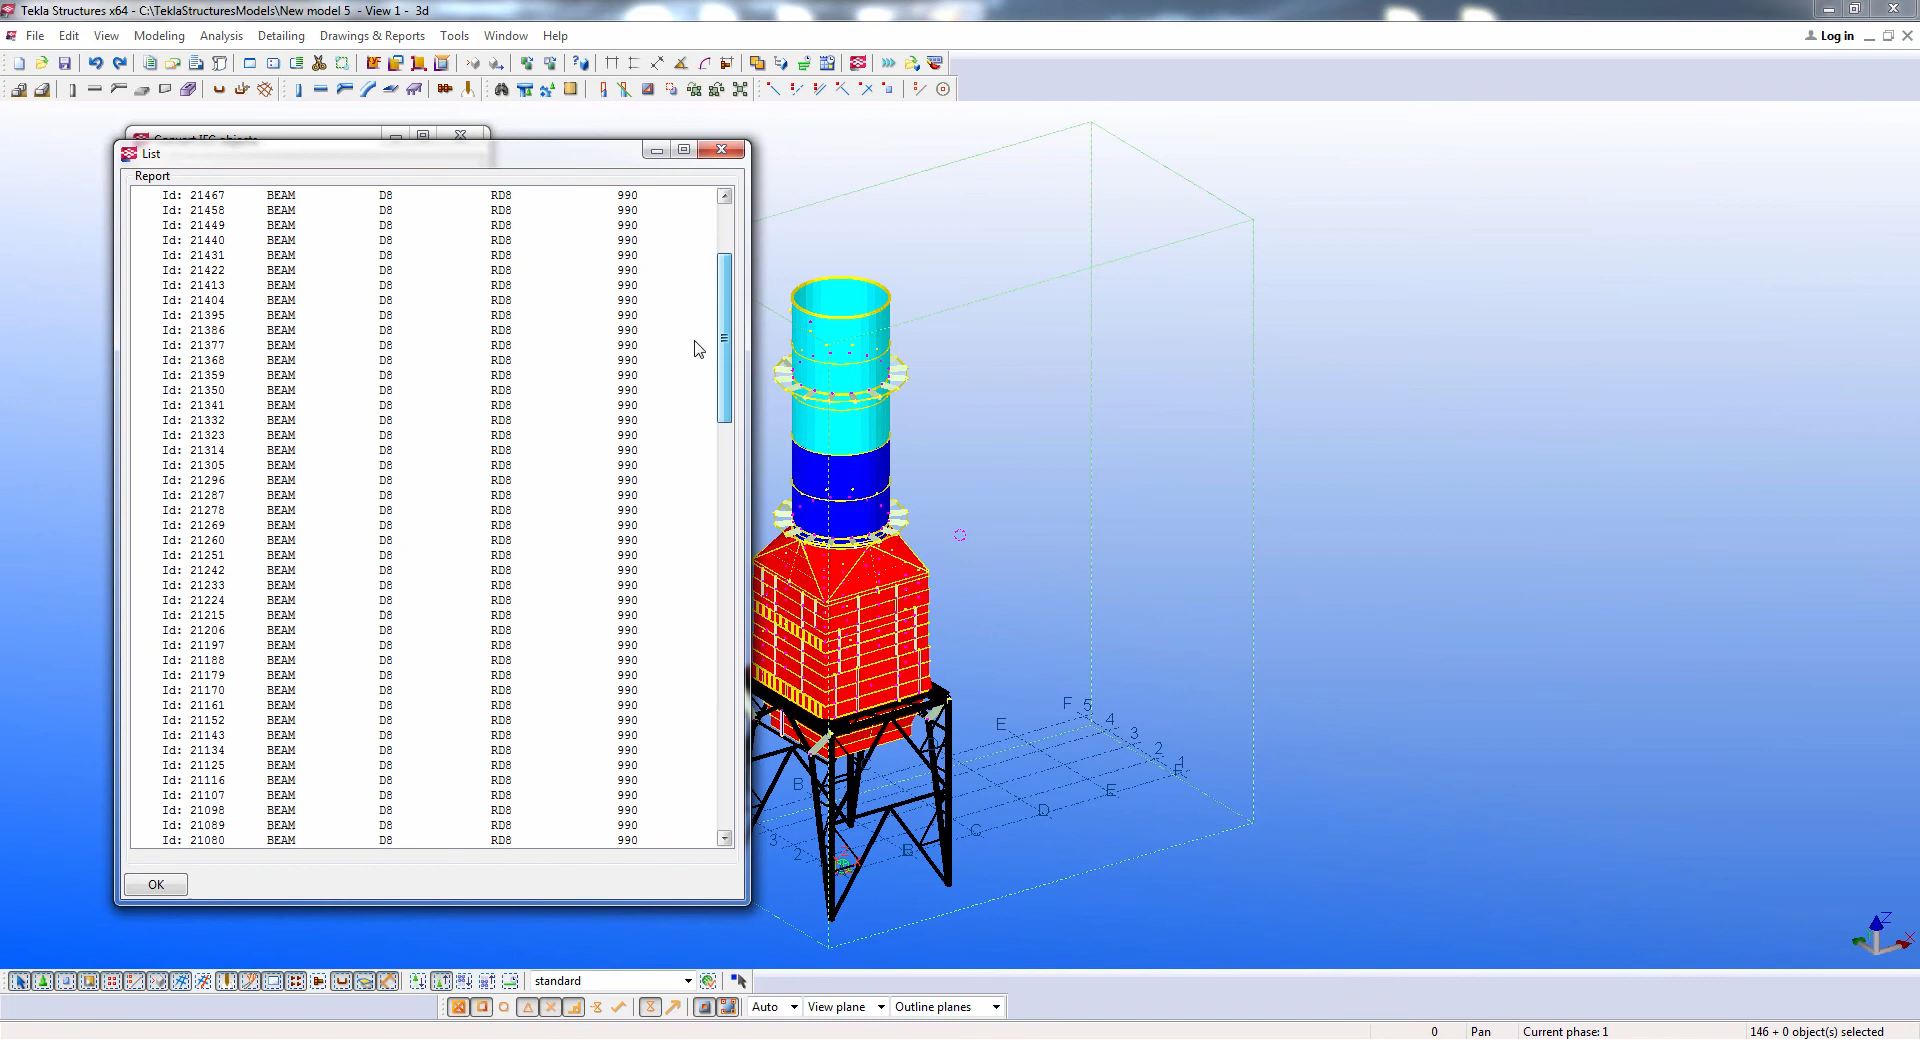 Tekla Structures x64 - C:\TeklaStructuresModels\New model 5 - View 1 - 3d
File Edit View Modeling Analysis Detailing Drawings & Reports Tools Window Help
Log in
Convert IFC objects
List
Report
Id: 21467 BEAM D8 RD8 990
Id: 21458 BEAM D8 RD8 990
Id: 21449 BEAM D8 RD8 990
Id: 21440 BEAM D8 RD8 990
Id: 21431 BEAM D8 RD8 990
Id: 21422 BEAM D8 RD8 990
Id: 21413 BEAM D8 RD8 990
Id: 21404 BEAM D8 RD8 990
Id: 21395 BEAM D8 RD8 990
Id: 21386 BEAM D8 RD8 990
Id: 21377 BEAM D8 RD8 990
Id: 21368 BEAM D8 RD8 990
Id: 21359 BEAM D8 RD8 990
Id: 21350 BEAM D8 RD8 990
Id: 21341 BEAM D8 RD8 990
Id: 21332 BEAM D8 RD8 990
Id: 21323 BEAM D8 RD8 990
Id: 21314 BEAM D8 RD8 990
Id: 21305 BEAM D8 RD8 990
Id: 21296 BEAM D8 RD8 990
Id: 21287 BEAM D8 RD8 990
Id: 21278 BEAM D8 RD8 990
Id: 21269 BEAM D8 RD8 990
Id: 21260 BEAM D8 RD8 990
Id: 21251 BEAM D8 RD8 990
Id: 21242 BEAM D8 RD8 990
Id: 21233 BEAM D8 RD8 990
Id: 21224 BEAM D8 RD8 990
Id: 21215 BEAM D8 RD8 990
Id: 21206 BEAM D8 RD8 990
Id: 21197 BEAM D8 RD8 990
Id: 21188 BEAM D8 RD8 990
Id: 21179 BEAM D8 RD8 990
Id: 21170 BEAM D8 RD8 990
Id: 21161 BEAM D8 RD8 990
Id: 21152 BEAM D8 RD8 990
Id: 21143 BEAM D8 RD8 990
Id: 21134 BEAM D8 RD8 990
Id: 21125 BEAM D8 RD8 990
Id: 21116 BEAM D8 RD8 990
Id: 21107 BEAM D8 RD8 990
Id: 21098 BEAM D8 RD8 990
Id: 21089 BEAM D8 RD8 990
Id: 21080 BEAM D8 RD8 990
OK
F 5
E 4
3
2
1
F
B
E
D
C
B
3
2
Z
X
standard
Auto View plane Outline planes
0 Pan Current phase: 1 146 + 0 object(s) selected